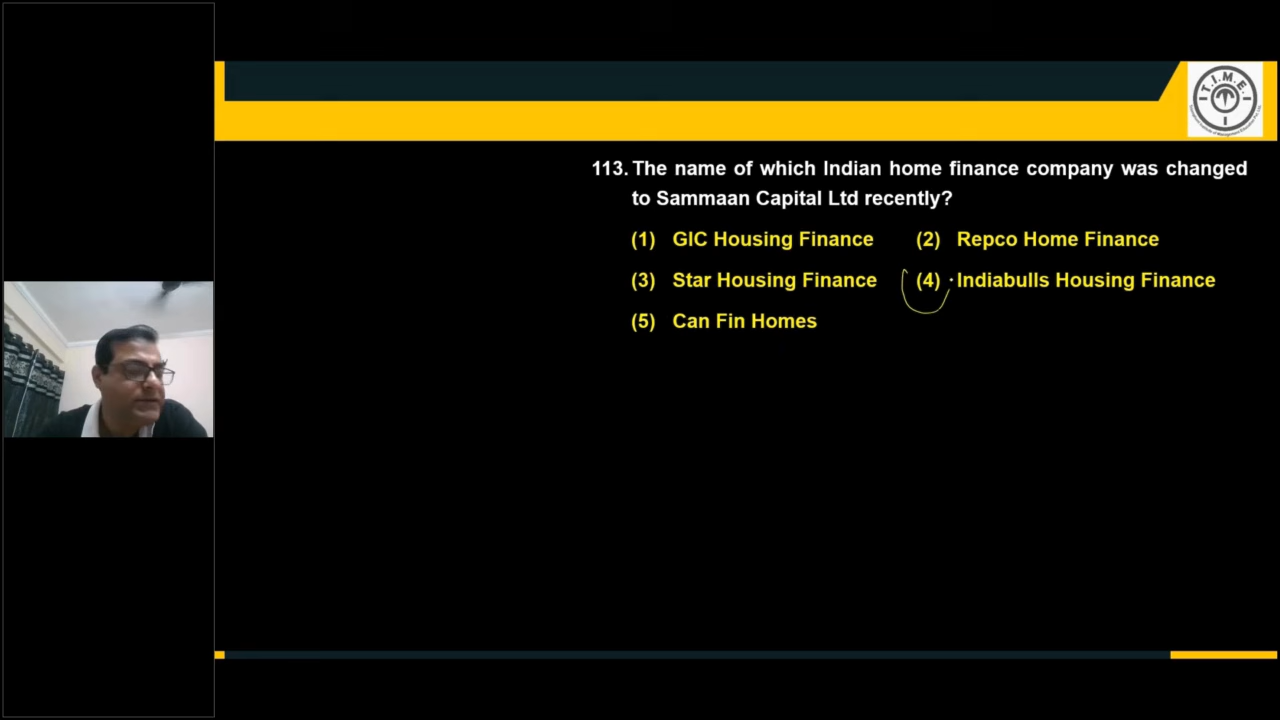 T.I.M.E.
113. The name of which Indian home finance company was changed
to Sammaan Capital Ltd recently?
(1) GIC Housing Finance (2) Repco Home Finance
(3) Star Housing Finance (4) Indiabulls Housing Finance
(5) Can Fin Homes